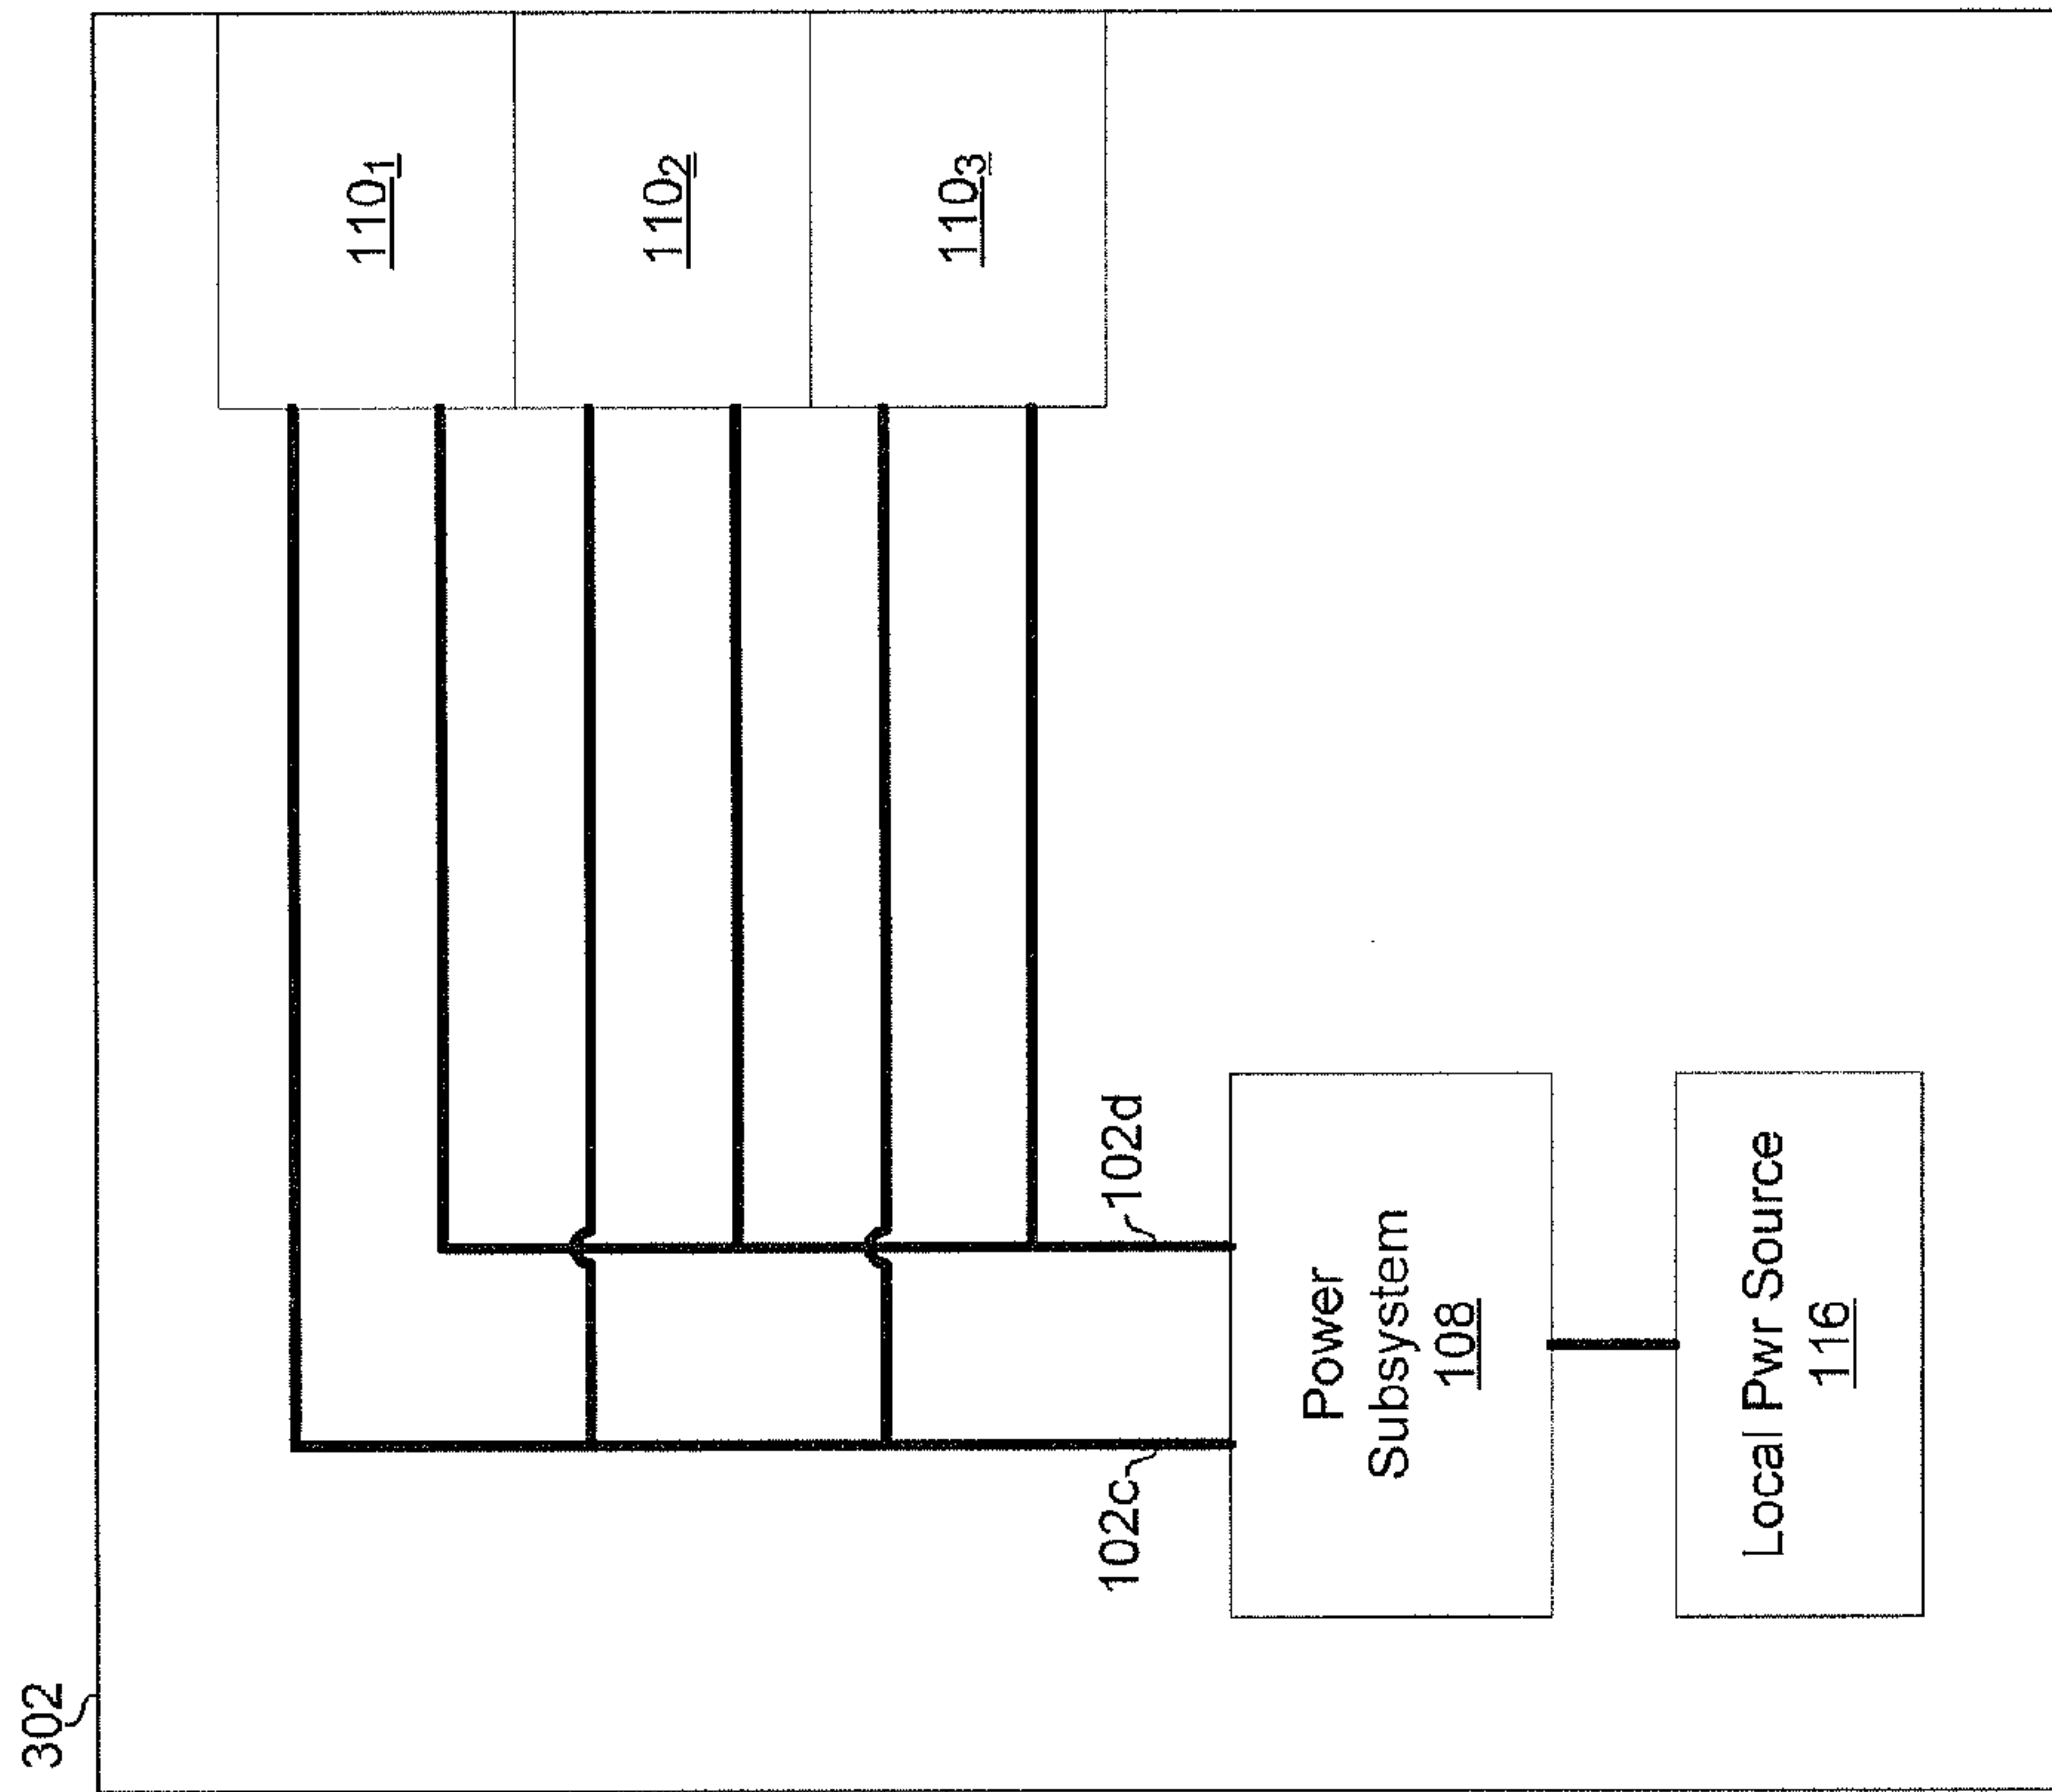 302
110₁
110₂
110₃
102c
102d
Power
Subsystem
108
Local Pwr Source
116